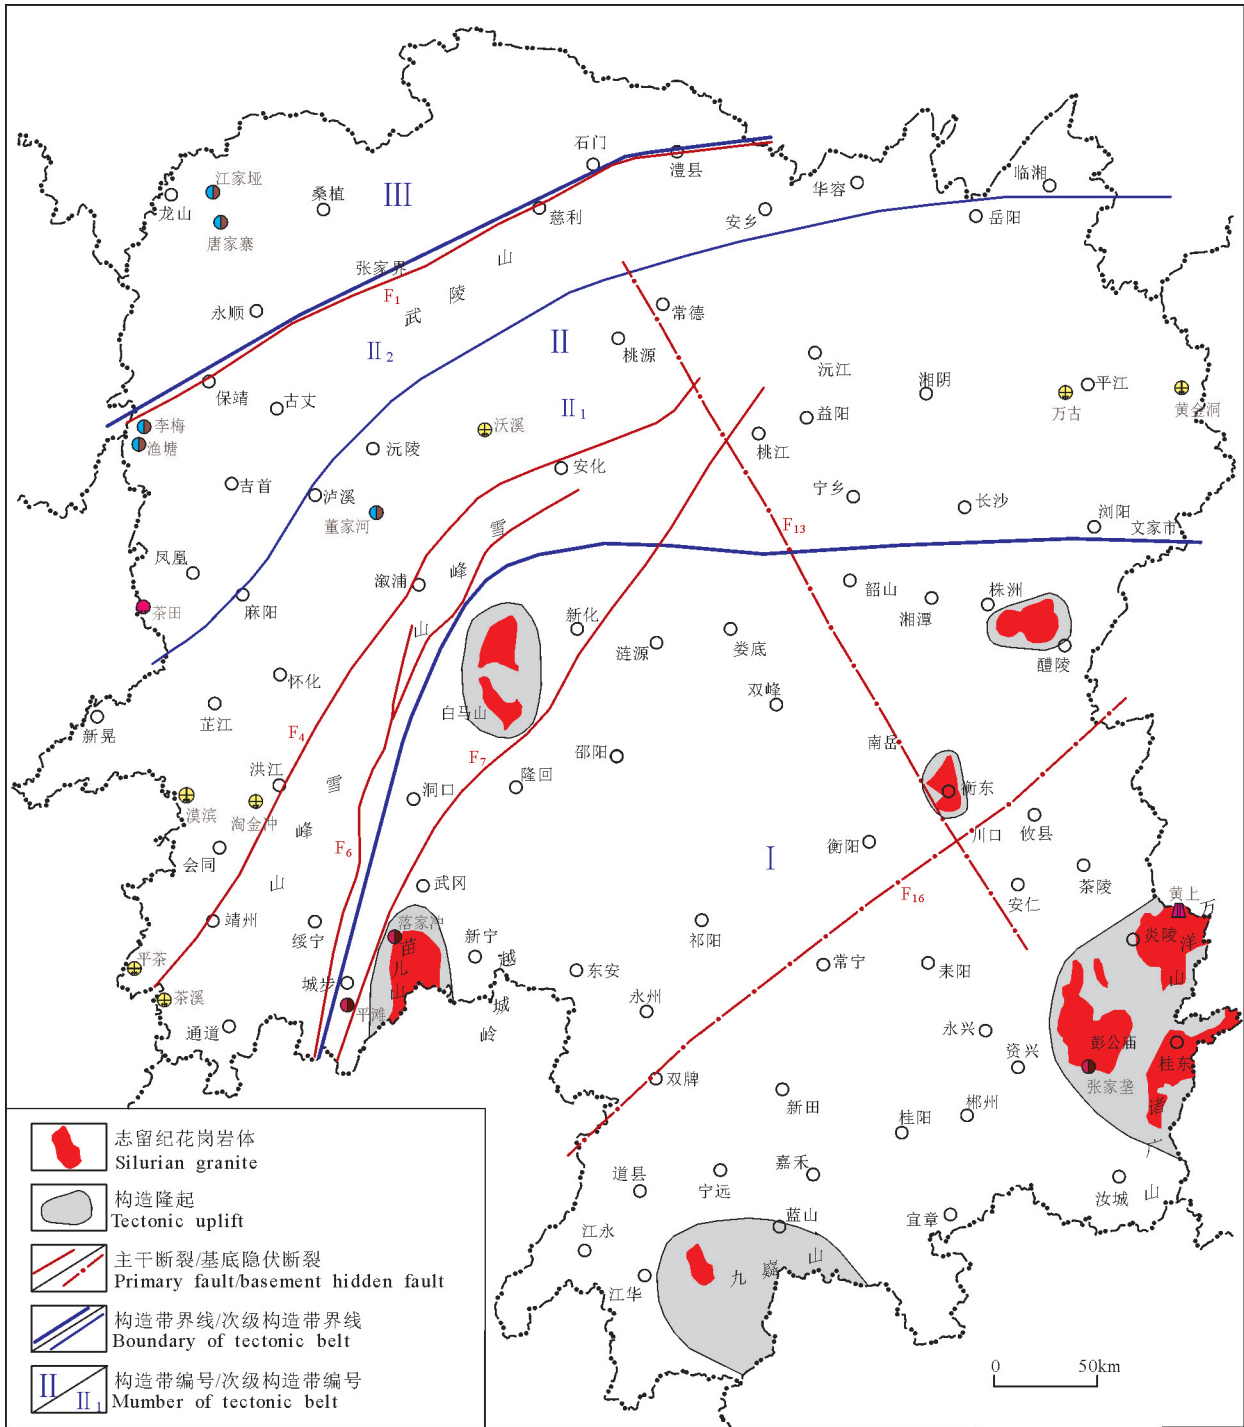 石门
澧县
临湘
江家垭
桑植
III
华容
龙山
慈利
安乡
岳阳
唐家寨
张家界
山
F1
陵
永顺
武
常德
II
II2
桃源
沅江
湘阴
平江
保靖
古丈
II1
益阳
万古
黄金洞
李梅
沃溪
渔塘
沅陵
桃江
安化
吉首
泸溪
宁乡
长沙
浏阳
董家河
雪
F13
文家市
凤凰
峰
溆浦
韶山
株洲
茶田
麻阳
新化
湘潭
山
涟源
娄底
醴陵
怀化
双峰
芷江
白马山
新晃
F4
南岳
F7
邵阳
洪江
雪
隆回
洞口
衡东
漠滨
淘金冲
峰
川口
攸县
会同
F6
衡阳
I
茶陵
山
武冈
F16
安仁
黄上
万
靖州
绥宁
落家冲
新宁
祁阳
炎陵
洋
苗
越
平茶
儿
东安
常宁
耒阳
山
城步
山
城
茶溪
平滩
永州
岭
通道
永兴
资兴
彭公庙
桂东
双牌
张家垄
新田
诸
桂阳
郴州
广
道县
宁远
嘉禾
汝城
山
江永
蓝山
宜章
山
九
嶷
江华
志留纪花岗岩体
Silurian granite
构造隆起
Tectonic uplift
主干断裂/基底隐伏断裂
Primary fault/basement hidden fault
构造带界线/次级构造带界线
Boundary of tectonic belt
II
II1
构造带编号/次级构造带编号
Mumber of tectonic belt
0
50km